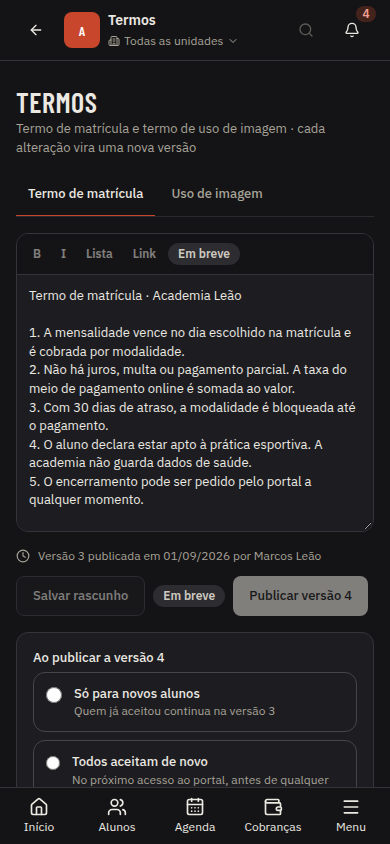 A
Termos
Todas as unidades
4
TERMOS
Termo de matrícula e termo de uso de imagem · cada
alteração vira uma nova versão
Termo de matrícula
Uso de imagem
B I Lista Link Em breve
Termo de matrícula · Academia Leão
1. A mensalidade vence no dia escolhido na matrícula e
é cobrada por modalidade.
2. Não há juros, multa ou pagamento parcial. A taxa do
meio de pagamento online é somada ao valor.
3. Com 30 dias de atraso, a modalidade é bloqueada até
o pagamento.
4. O aluno declara estar apto à prática esportiva. A
academia não guarda dados de saúde.
5. O encerramento pode ser pedido pelo portal a
qualquer momento.
Versão 3 publicada em 01/09/2026 por Marcos Leão
Salvar rascunho Em breve Publicar versão 4
Ao publicar a versão 4
Só para novos alunos
Quem já aceitou continua na versão 3
Todos aceitam de novo
No próximo acesso ao portal, antes de qualquer
Início Alunos Agenda Cobranças Menu